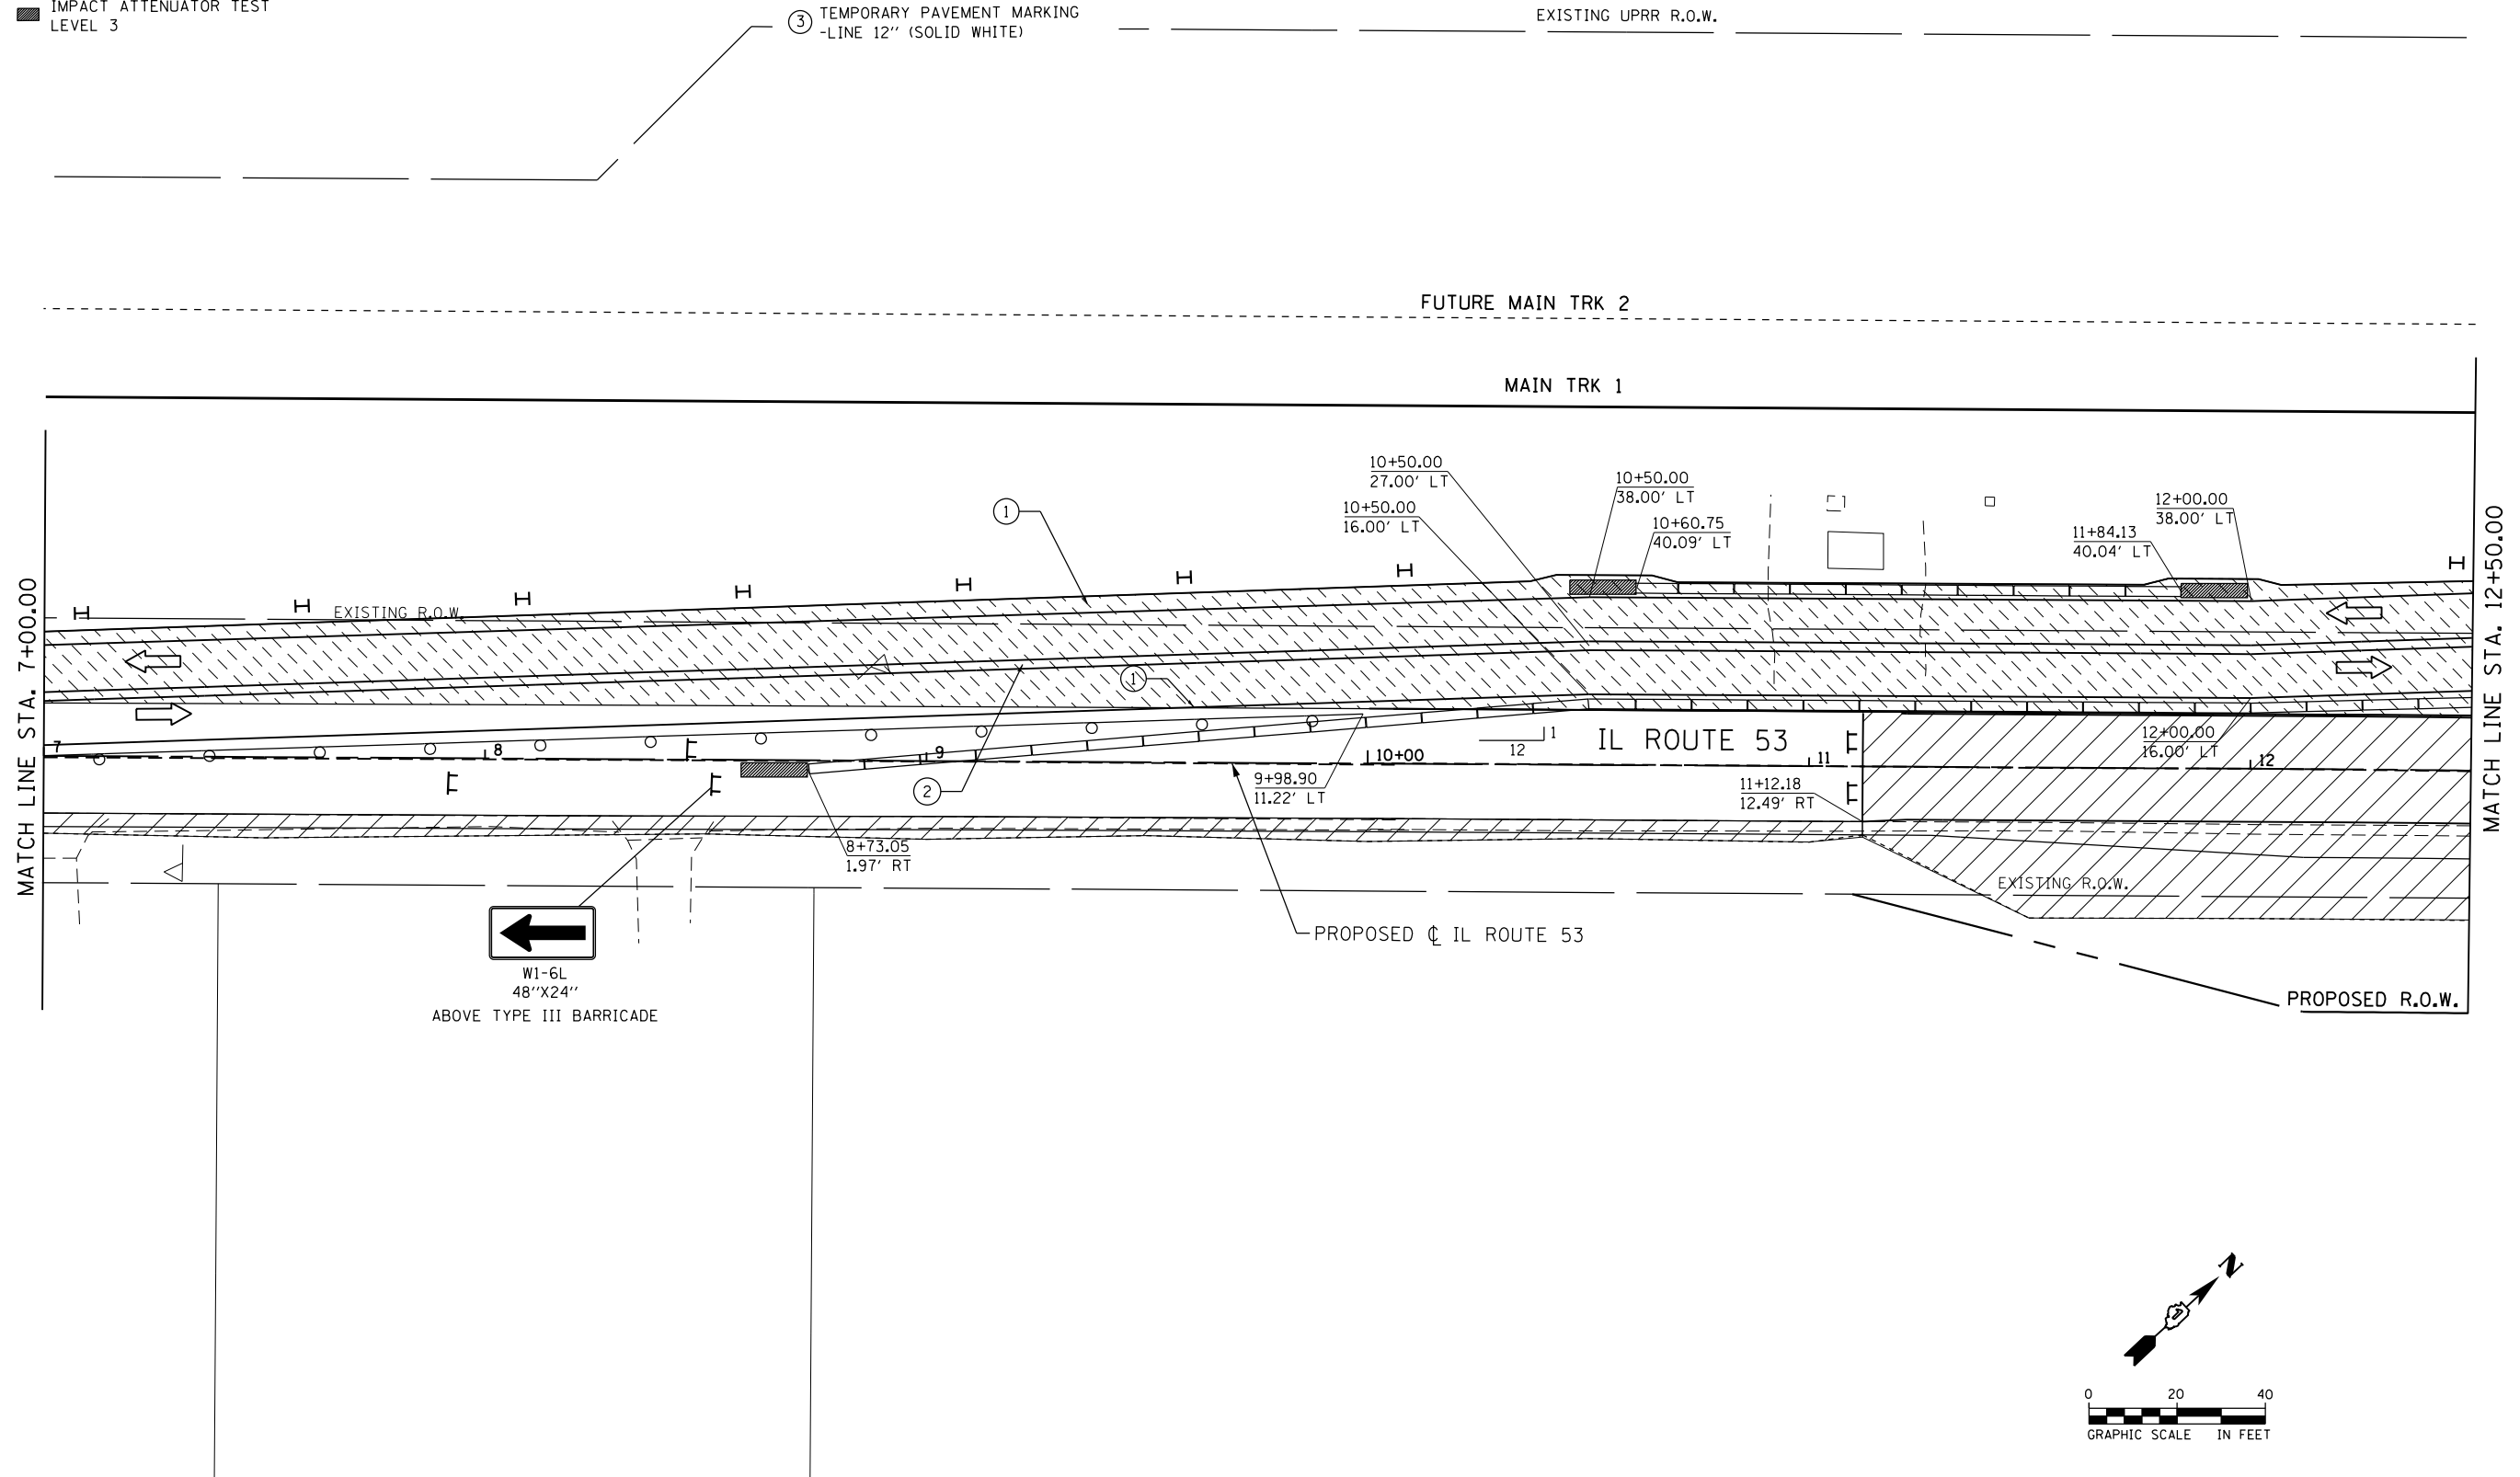 IMPACT ATTENUATOR TEST
LEVEL 3
3 TEMPORARY PAVEMENT MARKING
-LINE 12" (SOLID WHITE)
EXISTING UPRR R.O.W.
FUTURE MAIN TRK 2
MAIN TRK 1
10+50.00
27.00' LT
10+50.00
16.00' LT
10+50.00
38.00' LT
10+60.75
40.09' LT
12+00.00
38.00' LT
11+84.13
40.04' LT
1
EXISTING R.O.W.
1
MATCH LINE STA. 7+00.00
MATCH LINE STA. 12+50.00
7
8
9
10+00
11
12
1
12
IL ROUTE 53
12+00.00
16.00' LT
2
9+98.90
11.22' LT
11+12.18
12.49' RT
8+73.05
1.97' RT
EXISTING R.O.W.
PROPOSED ℄ IL ROUTE 53
W1-6L
48"X24"
ABOVE TYPE III BARRICADE
PROPOSED R.O.W.
N
0 20 40
GRAPHIC SCALE IN FEET